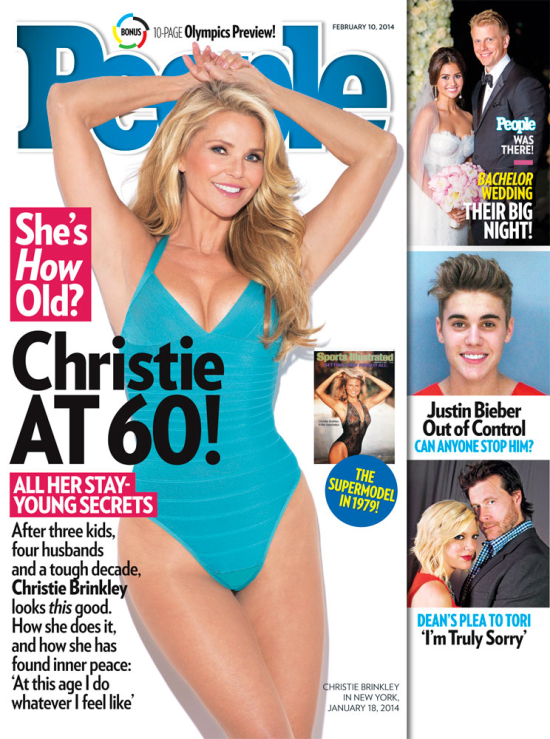 BONUS
10-PAGE Olympics Preview!
FEBRUARY 10, 2014
People
People
WAS
THERE!
BACHELOR
WEDDING
THEIR BIG
NIGHT!
She's
How
Old?
Christie
AT 60!
ALL HER STAY-
YOUNG SECRETS
After three kids,
four husbands
and a tough decade,
Christie Brinkley
looks this good.
How she does it,
and how she has
found inner peace:
'At this age I do
whatever I feel like'
Sports Illustrated
THE
SUPERMODEL
IN 1979!
CHRISTIE BRINKLEY
IN NEW YORK,
JANUARY 18, 2014
Justin Bieber
Out of Control
CAN ANYONE STOP HIM?
DEAN'S PLEA TO TORI
'I'm Truly Sorry'